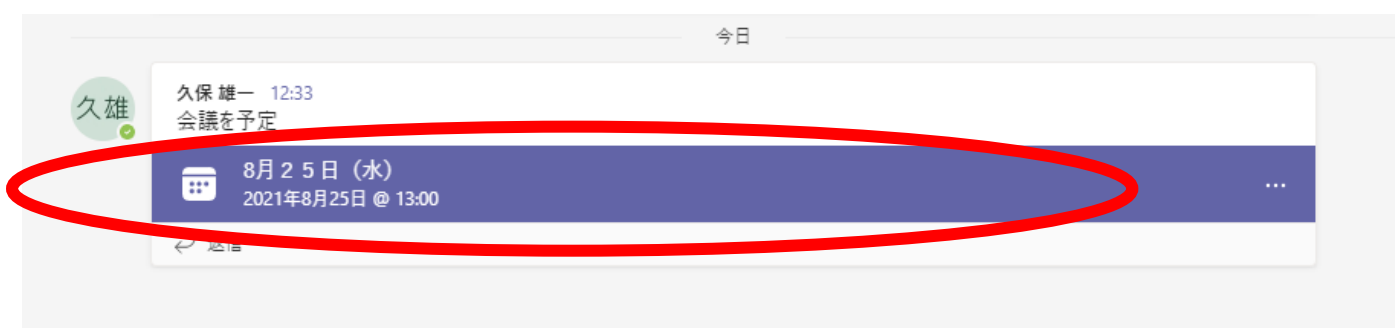 今日
久雄
久保 雄一 12:33
会議を予定
8月２５日（水）
2021年8月25日 @ 13:00